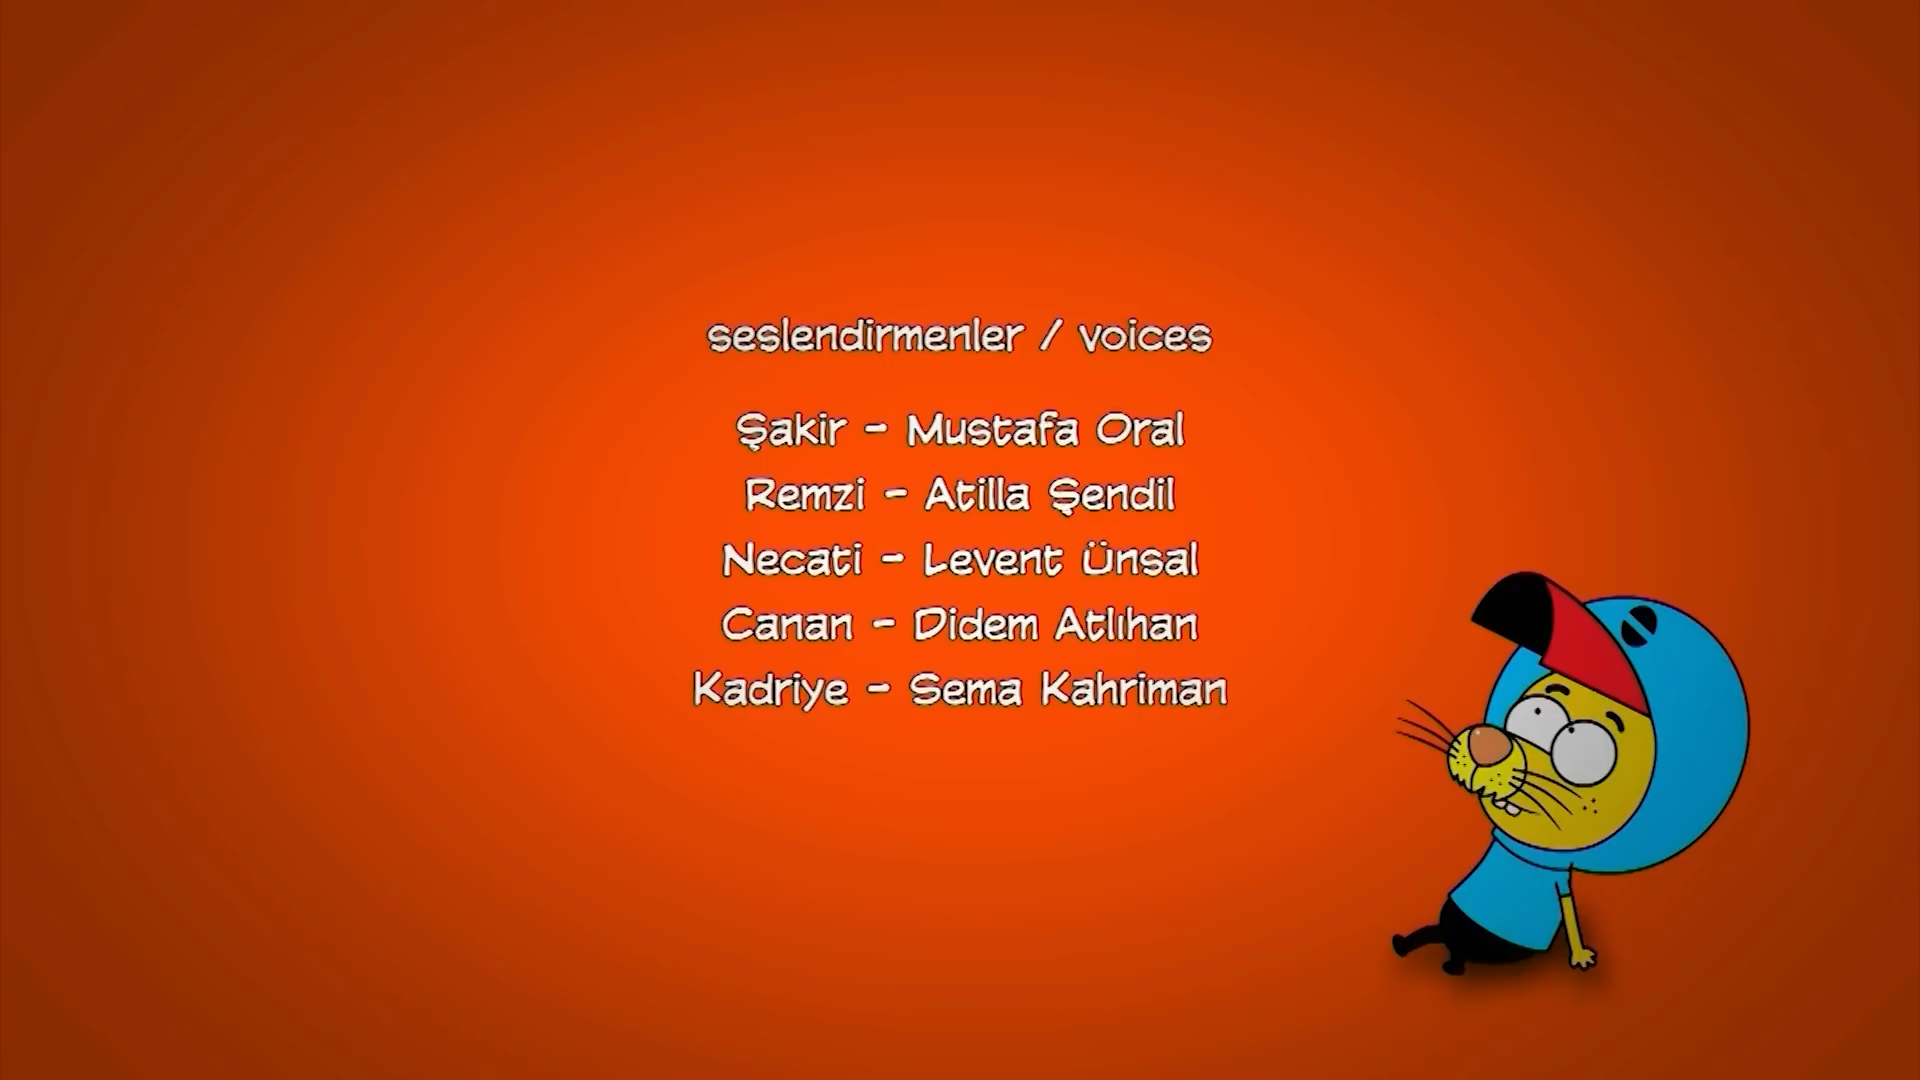 seslendirmenler / voices
Şakir - Mustafa Oral
Remzi - Atilla Şendil
Necati - Levent Ünsal
Canan - Didem Atlıhan
Kadriye - Sema Kahriman